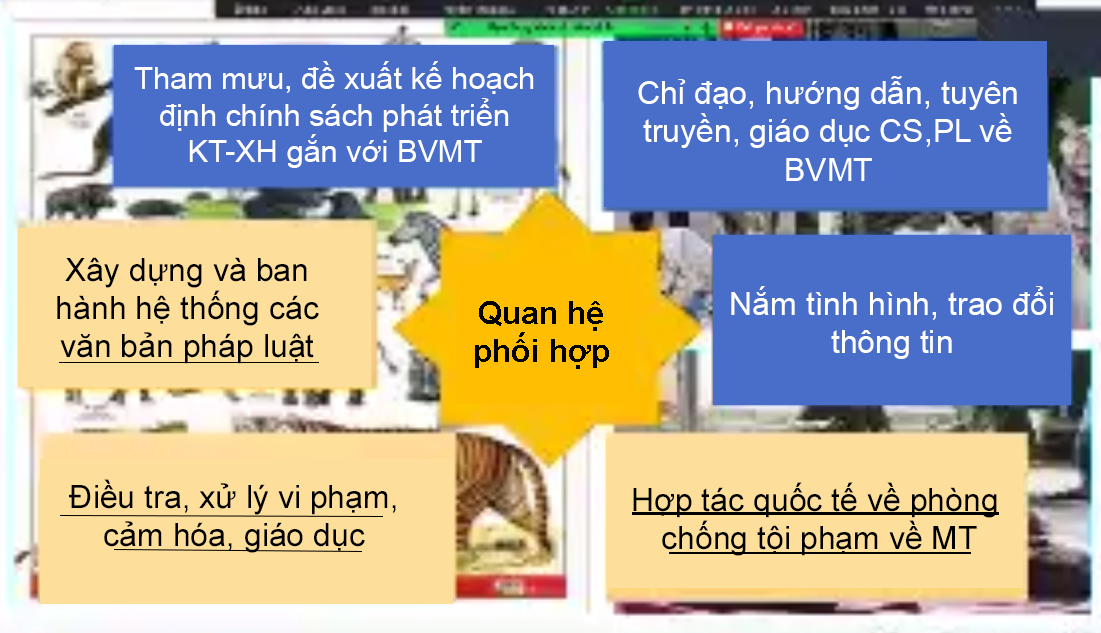 Tham mưu, đề xuất kế hoạch
định chính sách phát triển
KT-XH gắn với BVMT
Chỉ đạo, hướng dẫn, tuyên
truyền, giáo dục CS,PL về
BVMT
Xây dựng và ban
hành hệ thống các
văn bản pháp luật
Quan hệ
phối hợp
Nắm tình hình, trao đổi
thông tin
Điều tra, xử lý vi phạm,
cảm hóa, giáo dục
Hợp tác quốc tế về phòng
chống tội phạm về MT